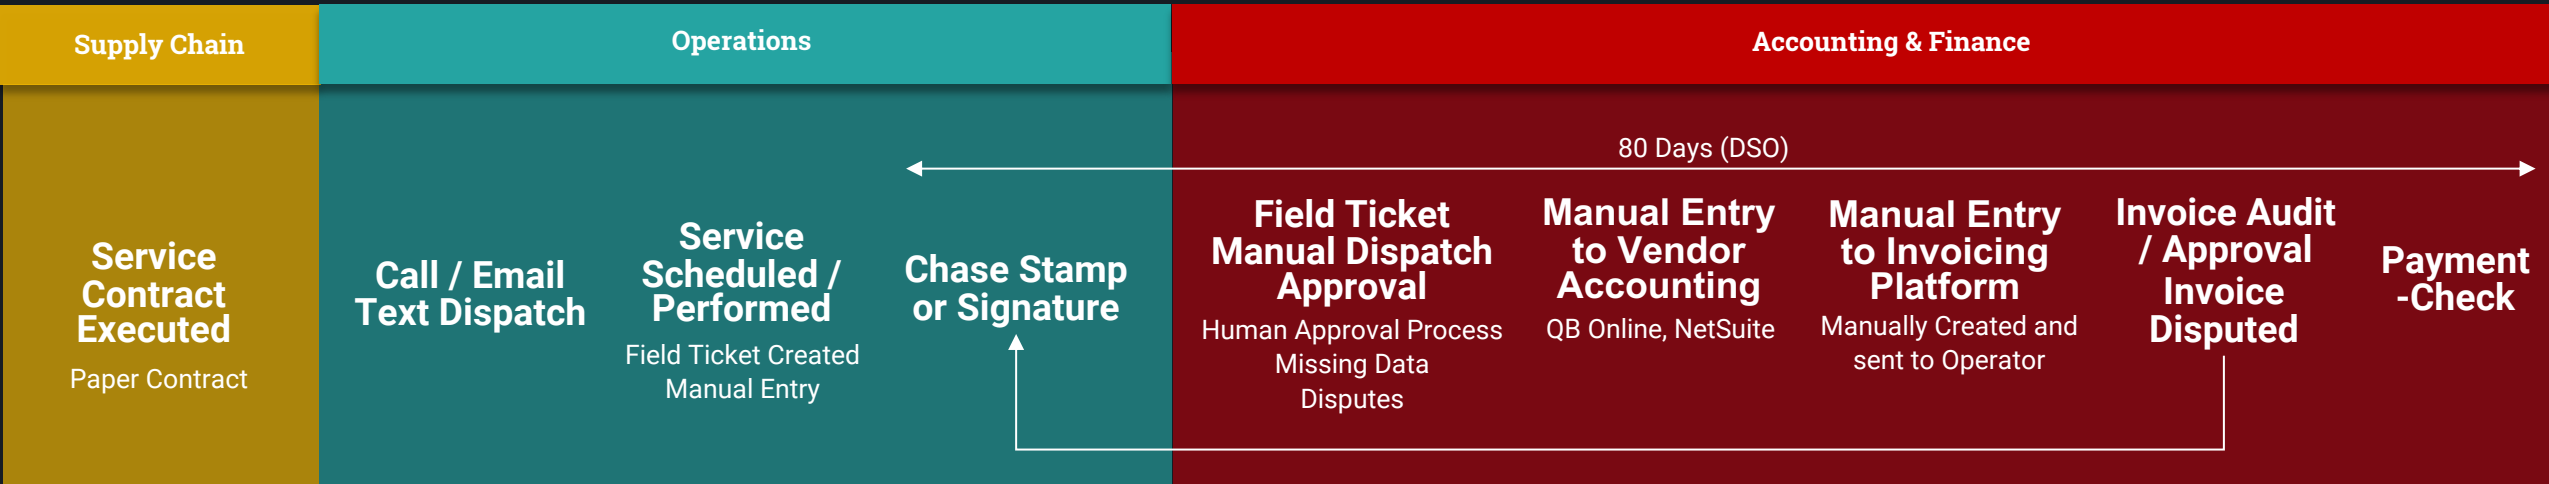 Supply Chain
Operations
Accounting & Finance
80 Days (DSO)
Service
Contract
Executed
Paper Contract
Call / Email
Text Dispatch
Service
Scheduled /
Performed
Field Ticket Created
Manual Entry
Chase Stamp
or Signature
Field Ticket
Manual Dispatch
Approval
Human Approval Process
Missing Data
Disputes
Manual Entry
to Vendor
Accounting
QB Online, NetSuite
Manual Entry
to Invoicing
Platform
Manually Created and
sent to Operator
Invoice Audit
/ Approval
Invoice
Disputed
Payment
-Check